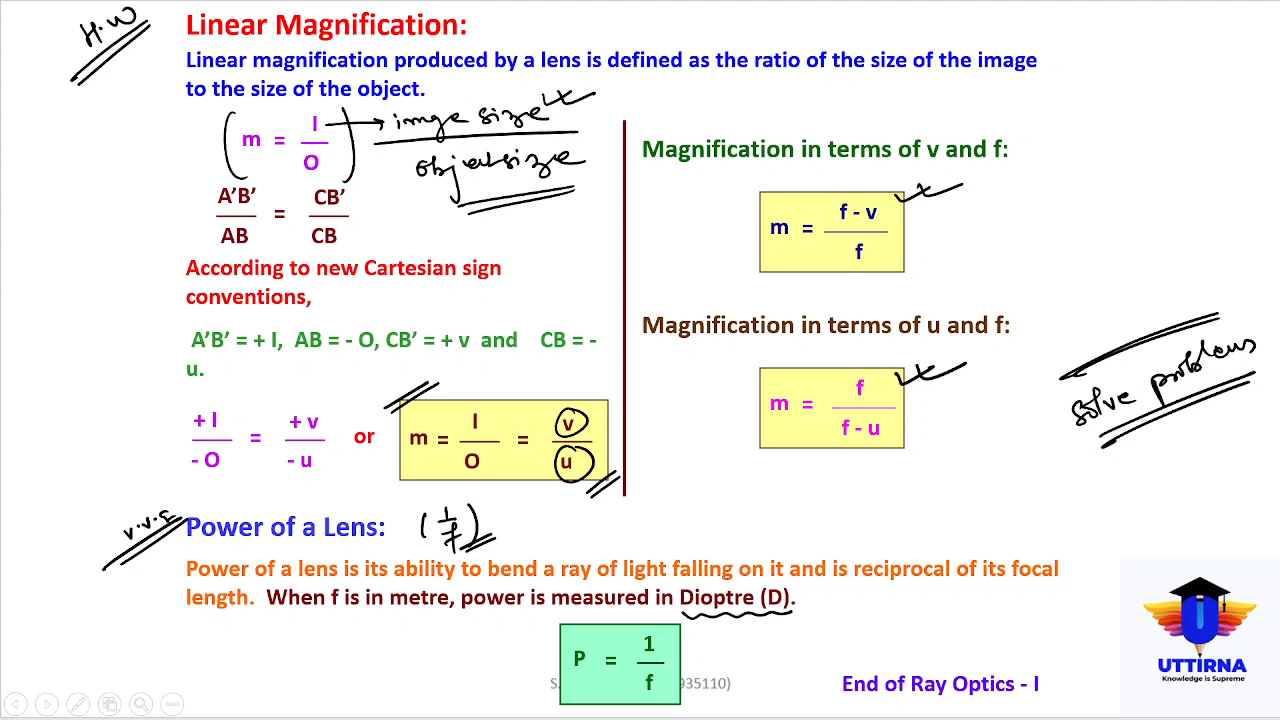 H.W
Linear Magnification:
Linear magnification produced by a lens is defined as the ratio of the size of the image
to the size of the object.
m = I / O
image size
object size
A’B’ / AB = CB’ / CB
According to new Cartesian sign
conventions,
A’B’ = + I, AB = - O, CB’ = + v and CB = -
u.
+ I / - O = + v / - u or m = I / O = v / u
Magnification in terms of v and f:
m = f - v / f
Magnification in terms of u and f:
m = f / f - u
solve problems
v.v.I
Power of a Lens: (1/f)
Power of a lens is its ability to bend a ray of light falling on it and is reciprocal of its focal
length. When f is in metre, power is measured in Dioptre (D).
P = 1 / f
935110)
End of Ray Optics - I
UTTIRNA
Knowledge is Supreme